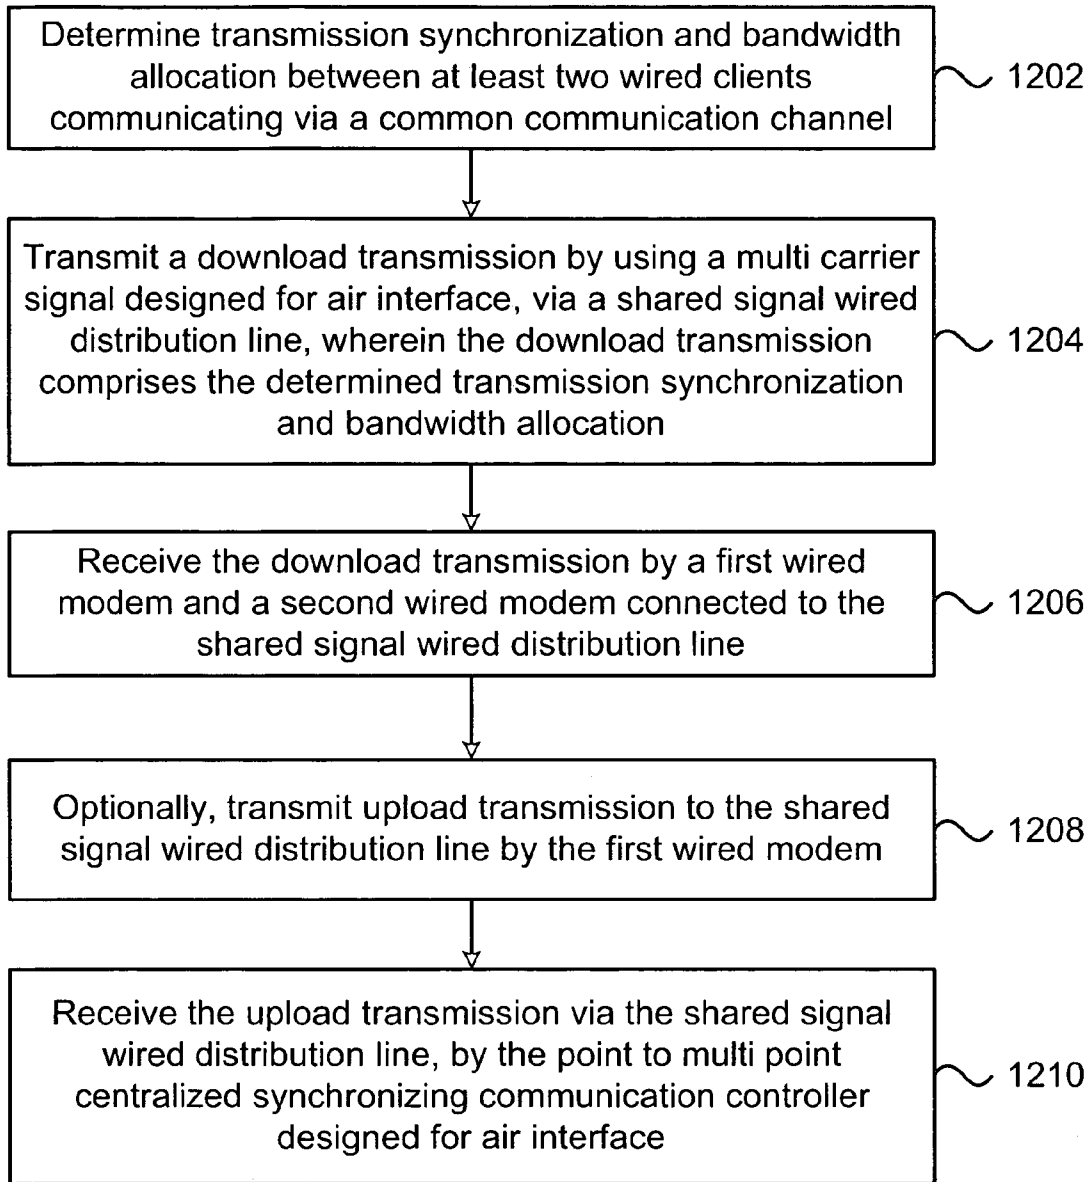 Determine transmission synchronization and bandwidth
allocation between at least two wired clients
communicating via a common communication channel
1202
Transmit a download transmission by using a multi carrier
signal designed for air interface, via a shared signal wired
distribution line, wherein the download transmission
comprises the determined transmission synchronization
and bandwidth allocation
1204
Receive the download transmission by a first wired
modem and a second wired modem connected to the
shared signal wired distribution line
1206
Optionally, transmit upload transmission to the shared
signal wired distribution line by the first wired modem
1208
Receive the upload transmission via the shared signal
wired distribution line, by the point to multi point
centralized synchronizing communication controller
designed for air interface
1210